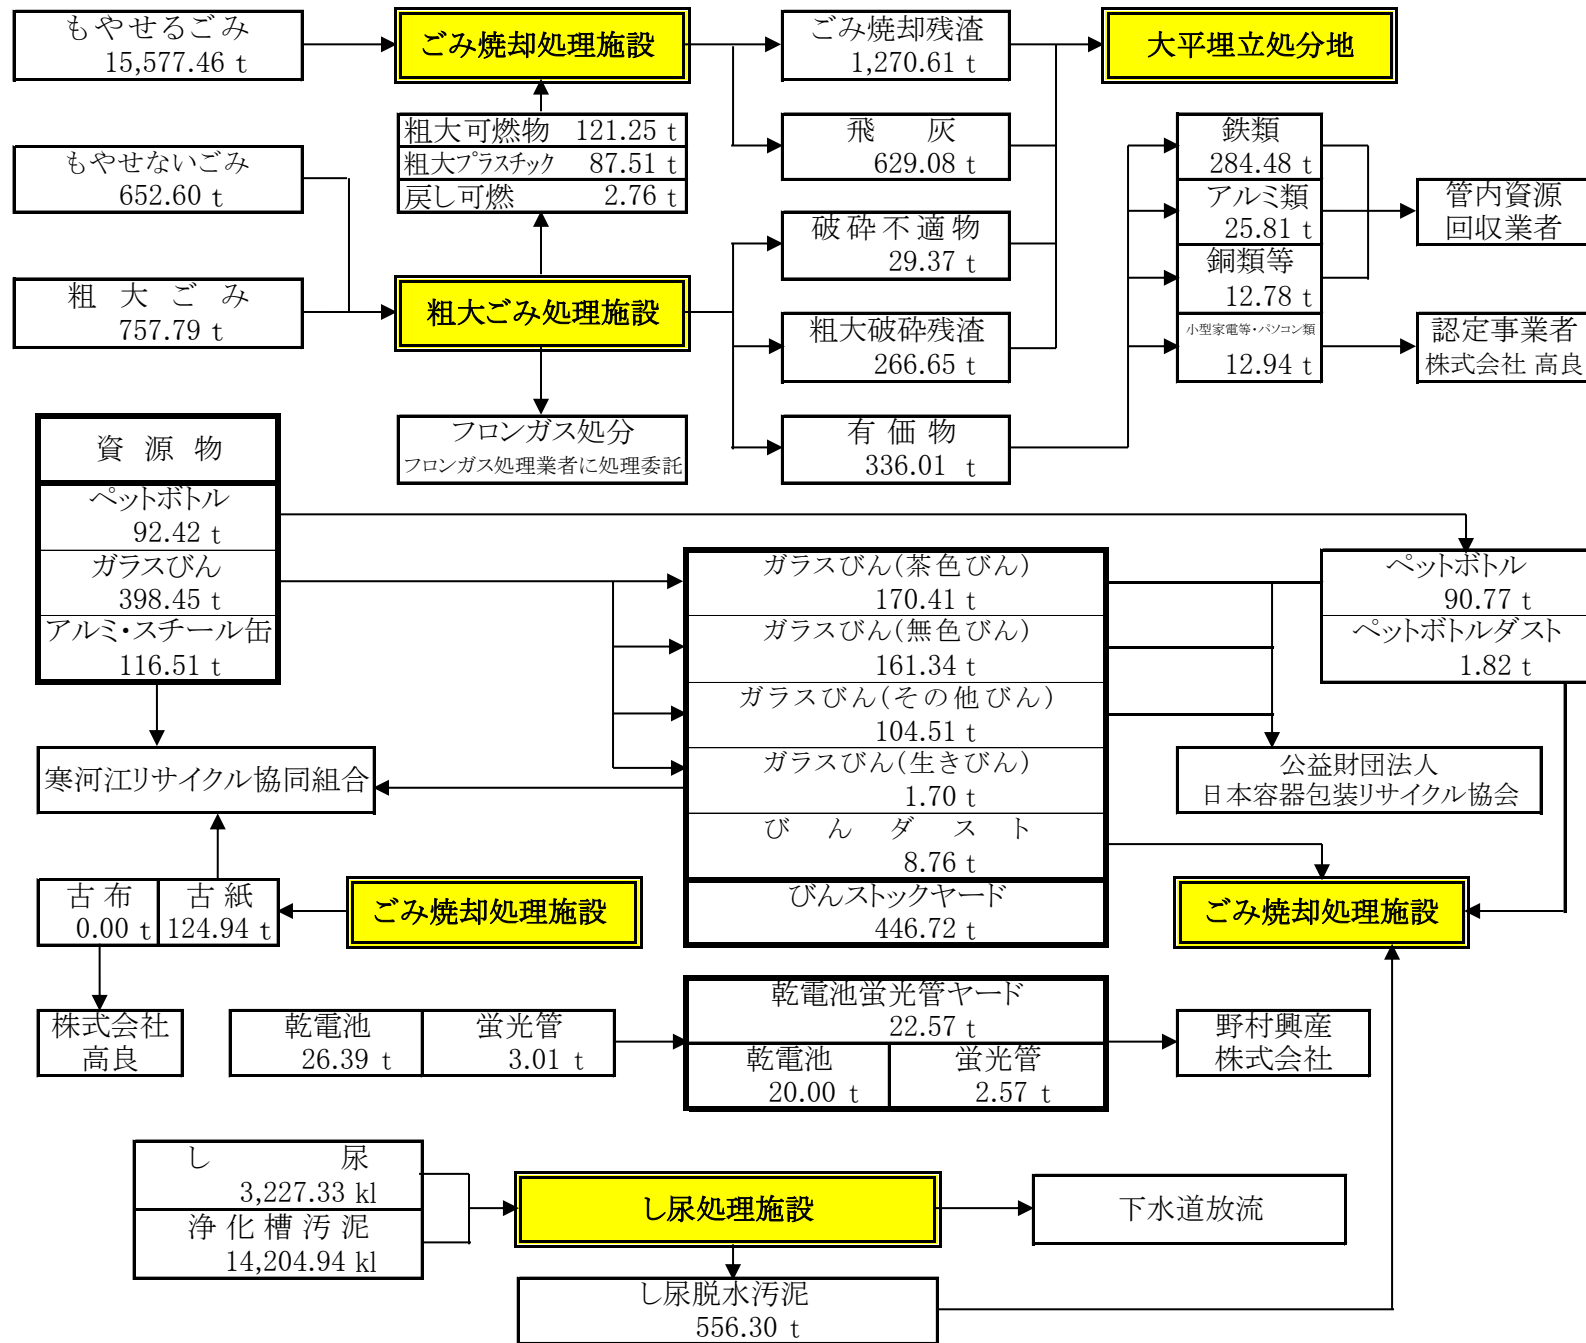 もやせるごみ
15,577.46 t
ごみ焼却処理施設
ごみ焼却残渣
1,270.61 t
大平埋立処分地
粗大可燃物 121.25 t
粗大プラスチック 87.51 t
戻し可燃 2.76 t
飛 灰
629.08 t
鉄類
284.48 t
もやせないごみ
652.60 t
アルミ類
25.81 t
管内資源
回収業者
破砕不適物
29.37 t
銅類等
12.78 t
粗大ごみ
757.79 t
粗大ごみ処理施設
粗大破砕残渣
266.65 t
小型家電等・パソコン類
12.94 t
認定事業者
株式会社 高良
フロンガス処分
フロンガス処理業者に処理委託
有価物
336.01 t
資源物
ペットボトル
92.42 t
ガラスびん
398.45 t
アルミ・スチール缶
116.51 t
ガラスびん(茶色びん)
170.41 t
ガラスびん(無色びん)
161.34 t
ガラスびん(その他びん)
104.51 t
ガラスびん(生きびん)
1.70 t
びんダスト
8.76 t
びんストックヤード
446.72 t
ペットボトル
90.77 t
ペットボトルダスト
1.82 t
寒河江リサイクル協同組合
公益財団法人
日本容器包装リサイクル協会
古布
0.00 t
古紙
124.94 t
ごみ焼却処理施設
ごみ焼却処理施設
株式会社
高良
乾電池
26.39 t
蛍光管
3.01 t
乾電池蛍光管ヤード
22.57 t
乾電池
20.00 t
蛍光管
2.57 t
野村興産
株式会社
し 尿
3,227.33 kl
浄化槽汚泥
14,204.94 kl
し尿処理施設
下水道放流
し尿脱水汚泥
556.30 t